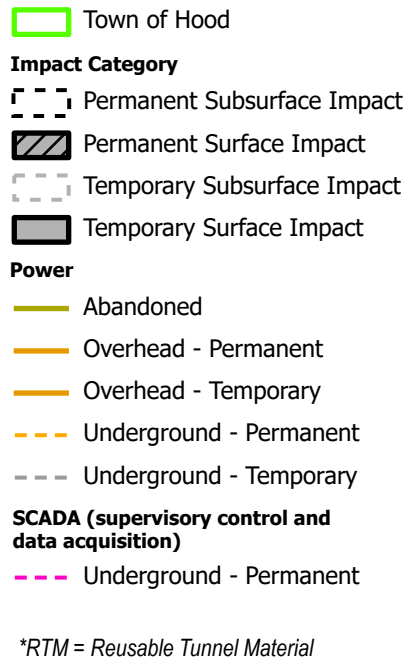 Town of Hood
Impact Category
Permanent Subsurface Impact
Permanent Surface Impact
Temporary Subsurface Impact
Temporary Surface Impact
Power
Abandoned
Overhead - Permanent
Overhead - Temporary
Underground - Permanent
Underground - Temporary
SCADA (supervisory control and
data acquisition)
Underground - Permanent
*RTM = Reusable Tunnel Material